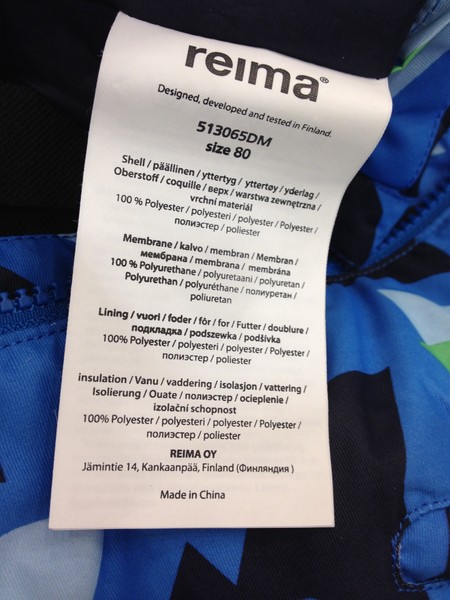 reima®
Designed, developed and tested in Finland.
513065DM
size 80
Shell / päällinen / yttertyg / yttertøy / yderlag /
Oberstoff / coquille / верх / warstwa zewnętrzna /
vrchní materiál
100 % Polyester / polyesteri / polyester / Polyester /
полиэстер / poliester
Membrane / kalvo / membran / Membran /
мембрана / membrana / membrána
100 % Polyurethane / polyuretaani / polyuretan /
Polyurethan / polyuréthane / полиуретан /
poliuretan
Lining / vuori / foder / fôr / for / Futter / doublure /
подкладка / podszewka / podšívka
100% Polyester / polyesteri / polyester / Polyester /
полиэстер / poliester
insulation / Vanu / vaddering / isolasjon / vattering /
Isolierung / Ouate / полиэстер / ocieplenie /
izolační schopnost
100% Polyester / polyesteri / polyester / Polyester /
полиэстер / poliester
REIMA OY
Jämintie 14, Kankaanpää, Finland (Финляндия )
Made in China